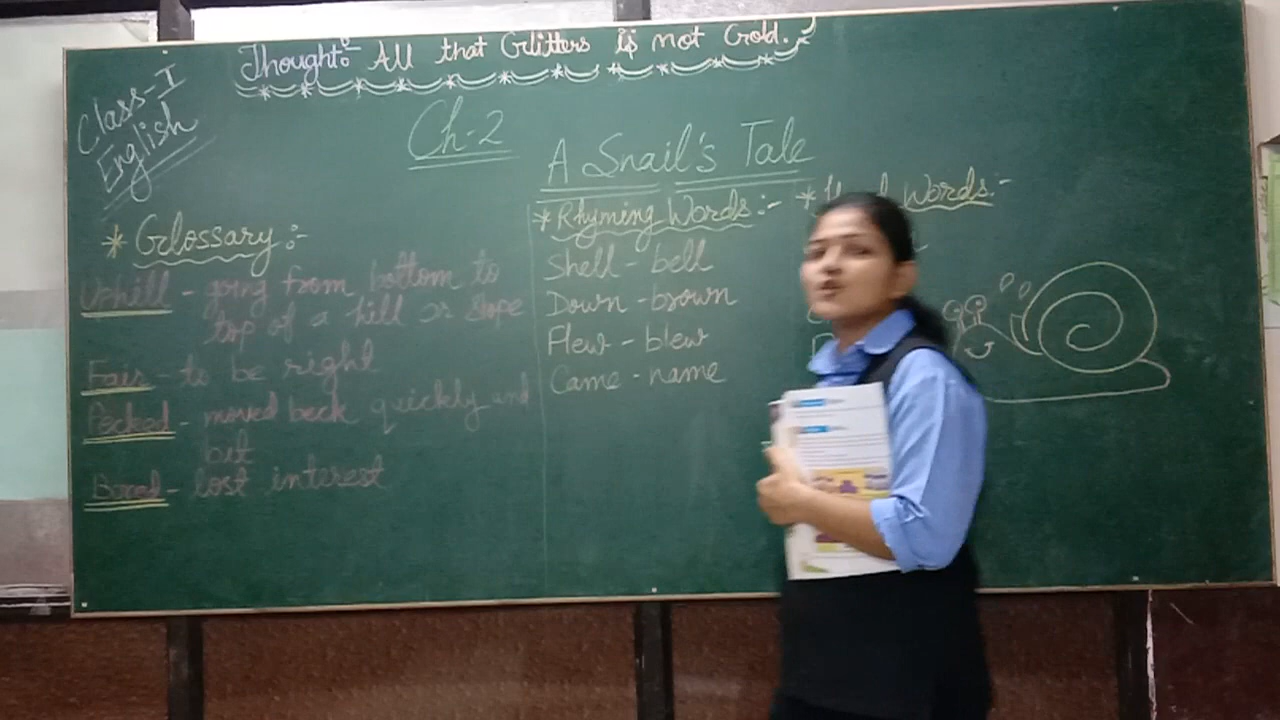 Thought:- All that Glitters is not Gold.
Class-I
English
Ch-2
A Snail's Tale
* Glossary :-
Uphill - going from bottom to
top of a hill or slope
Fair - to be right
Pecked - moved beck quickly and
bit
Bored - lost interest
* Rhyming Words :-
Shell - bell
Down - brown
Flew - blew
Came - name
* Words :-